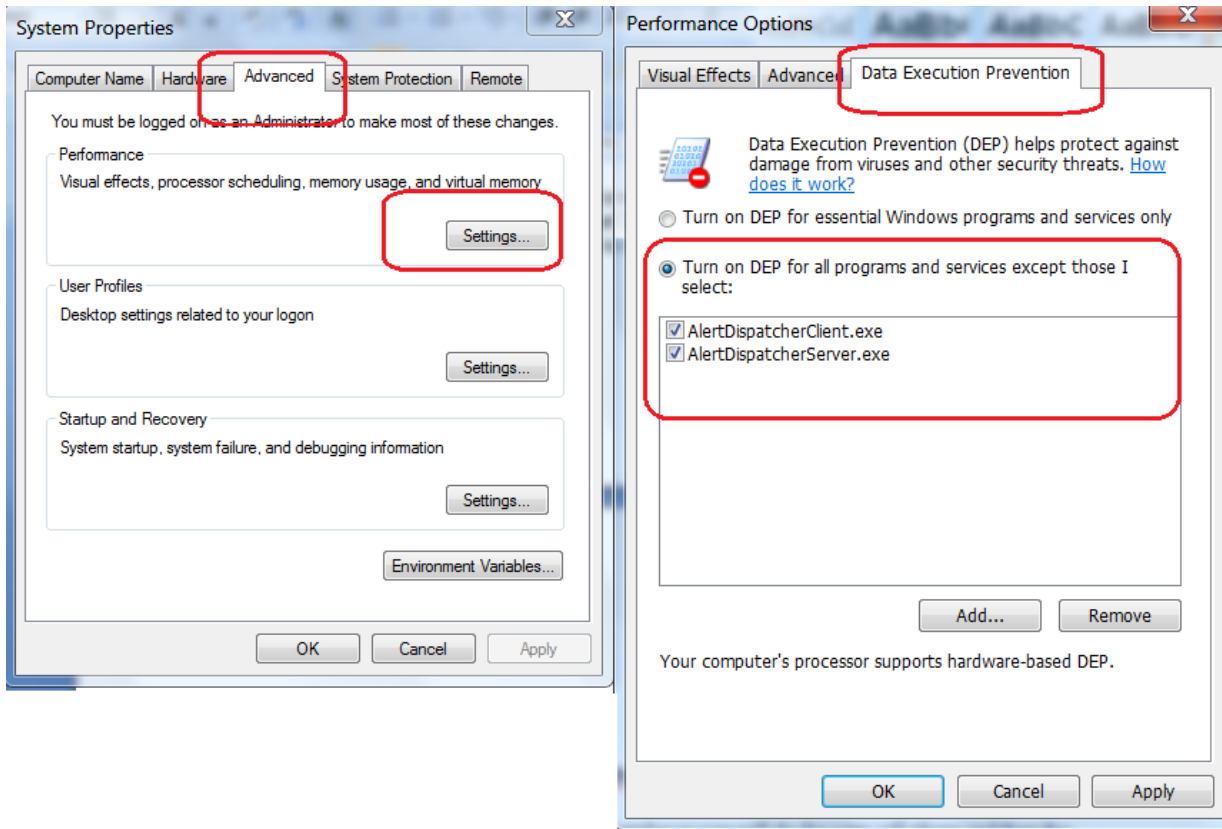 System Properties
Computer Name Hardware Advanced System Protection Remote
You must be logged on as an Administrator to make most of these changes.
Performance
Visual effects, processor scheduling, memory usage, and virtual memory
Settings...
User Profiles
Desktop settings related to your logon
Settings...
Startup and Recovery
System startup, system failure, and debugging information
Settings...
Environment Variables...
OK Cancel Apply
Performance Options
Visual Effects Advanced Data Execution Prevention
Data Execution Prevention (DEP) helps protect against
damage from viruses and other security threats. How
does it work?
Turn on DEP for essential Windows programs and services only
Turn on DEP for all programs and services except those I
select:
AlertDispatcherClient.exe
AlertDispatcherServer.exe
Add... Remove
Your computer's processor supports hardware-based DEP.
OK Cancel Apply